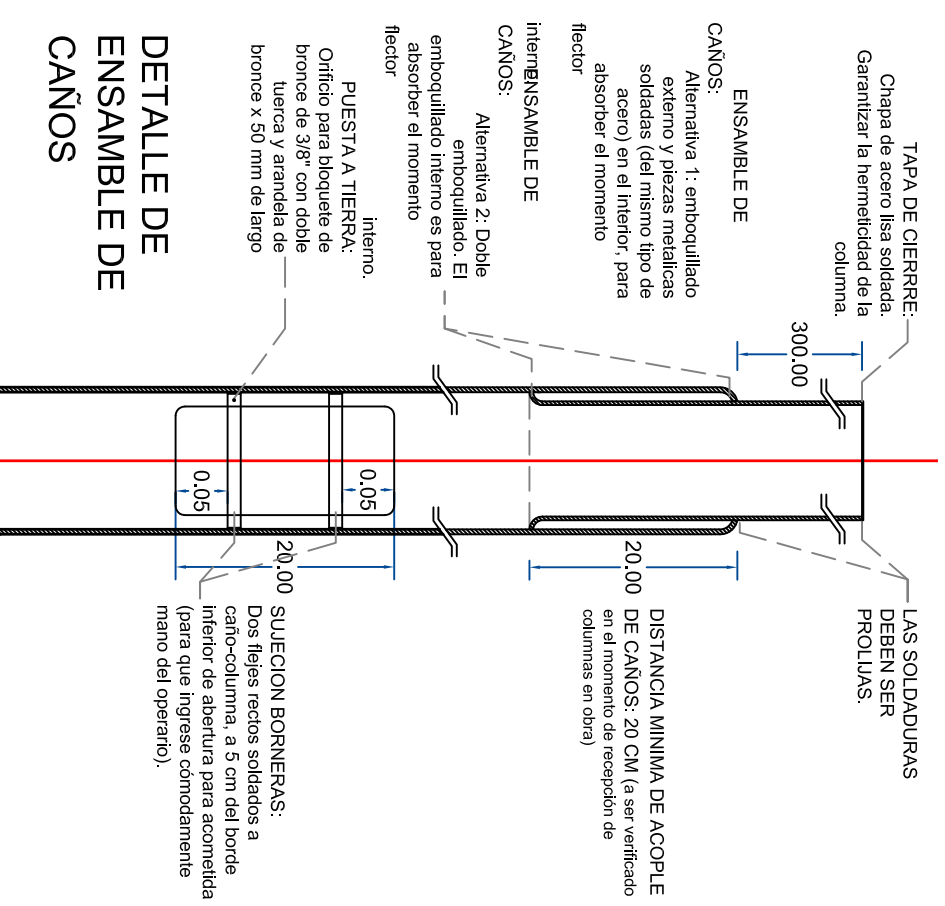 TAPA DE CIERRRE:
Chapa de acero lisa soldada.
Garantizar la hermeticidad de la
columna.
ENSAMBLE DE
CAÑOS:
Alternativa 1: emboquillado
externo y piezas metalicas
soldadas (del mismo tipo de
acero) en el interior, para
absorber el momento
flector
interno.
ENSAMBLE DE
CAÑOS:
Alternativa 2: Doble
emboquillado. El
emboquillado interno es para
absorber el momento
flector
interno.
PUESTA A TIERRA:
Orificio para bloquete de
bronce de 3/8" con doble
tuerca y arandela de
bronce x 50 mm de largo
300.00
20.00
0.05
0.05
20.00
LAS SOLDADURAS
DEBEN SER
PROLIJAS.
DISTANCIA MINIMA DE ACOPLE
DE CAÑOS: 20 CM (a ser verificado
en el momento de recepción de
columnas en obra)
SUJECION BORNERAS:
Dos flejes rectos soldados a
caño-columna, a 5 cm del borde
inferior de abertura para acometida
(para que ingrese cómodamente
mano del operario).
DETALLE DE
ENSAMBLE DE
CAÑOS